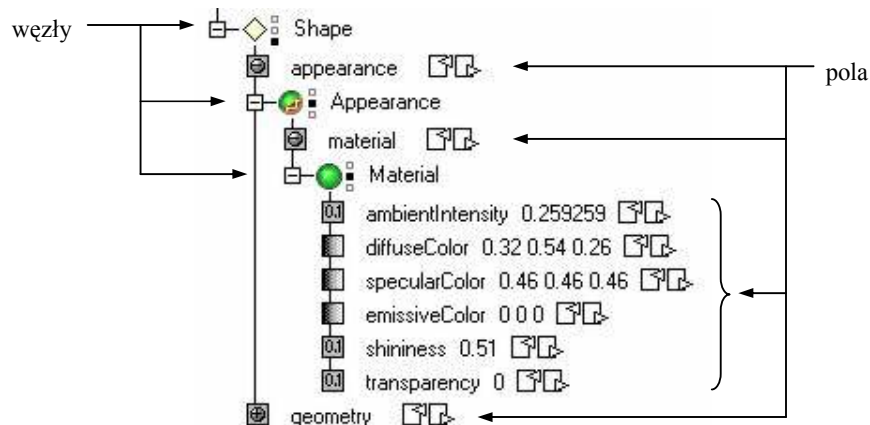 węzły
Shape
appearance
pola
Appearance
material
Material
ambientIntensity 0.259259
diffuseColor 0.32 0.54 0.26
specularColor 0.46 0.46 0.46
emissiveColor 0 0 0
shininess 0.51
transparency 0
geometry